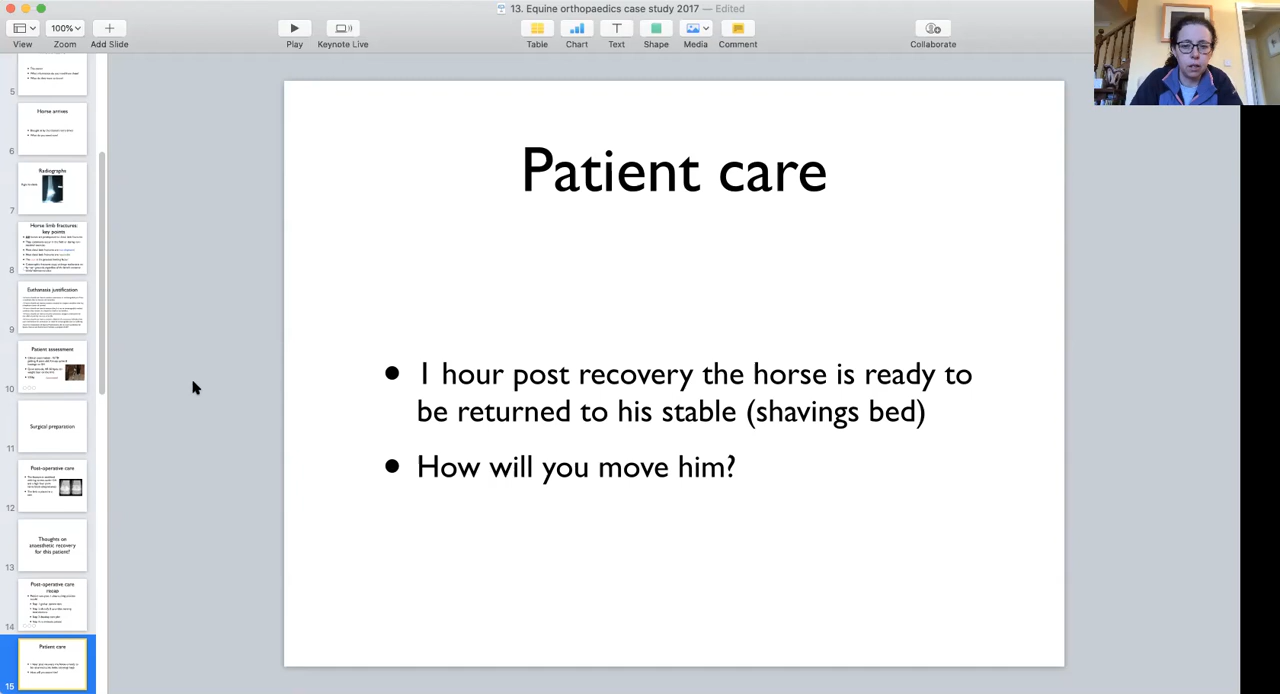 13. Equine orthopaedics case study 2017 — Edited
100%
View
Zoom
Add Slide
Play
Keynote Live
Table
Chart
Text
Shape
Media
Comment
Collaborate
5
Horse arrives
6
Radiographs
7
Horse limb fractures:
key points
8
Euthanasia justification
9
Patient assessment
10
Surgical preparation
11
Post-operative care
12
Thoughts on
anaesthetic recovery
for this patient?
13
Post-operative care
recap
14
Patient care
15
Patient care
● 1 hour post recovery the horse is ready to
be returned to his stable (shavings bed)
● How will you move him?